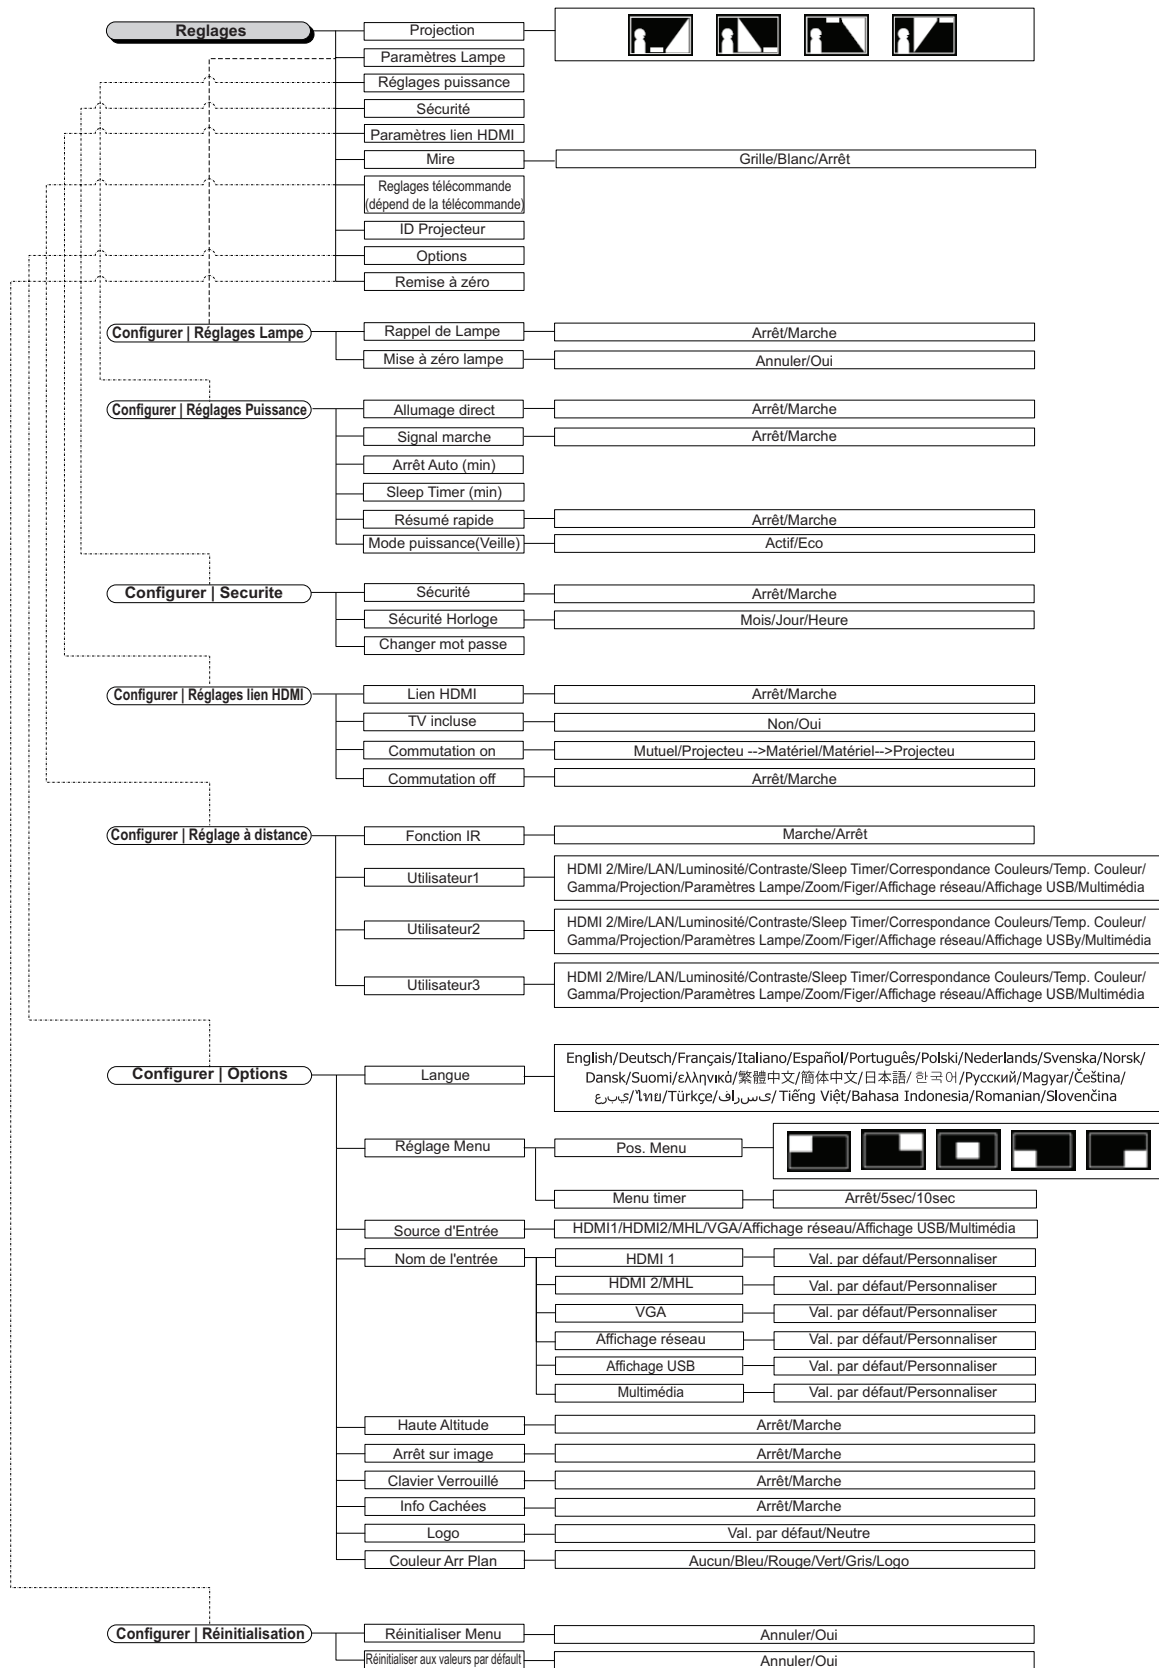 Reglages
Projection
Paramètres Lampe
Réglages puissance
Sécurité
Paramètres lien HDMI
Mire
Grille/Blanc/Arrêt
Reglages télécommande
(dépend de la télécommande)
ID Projecteur
Options
Remise à zéro
Configurer | Réglages Lampe
Rappel de Lampe
Arrêt/Marche
Mise à zéro lampe
Annuler/Oui
Configurer | Réglages Puissance
Allumage direct
Arrêt/Marche
Signal marche
Arrêt/Marche
Arrêt Auto (min)
Sleep Timer (min)
Résumé rapide
Arrêt/Marche
Mode puissance(Veille)
Actif/Eco
Configurer | Securite
Sécurité
Arrêt/Marche
Sécurité Horloge
Mois/Jour/Heure
Changer mot passe
Configurer | Réglages lien HDMI
Lien HDMI
Arrêt/Marche
TV incluse
Non/Oui
Commutation on
Mutuel/Projecteu -->Matériel/Matériel-->Projecteu
Commutation off
Arrêt/Marche
Configurer | Réglage à distance
Fonction IR
Marche/Arrêt
Utilisateur1
HDMI 2/Mire/LAN/Luminosité/Contraste/Sleep Timer/Correspondance Couleurs/Temp. Couleur/
Gamma/Projection/Paramètres Lampe/Zoom/Figer/Affichage réseau/Affichage USB/Multimédia
Utilisateur2
HDMI 2/Mire/LAN/Luminosité/Contraste/Sleep Timer/Correspondance Couleurs/Temp. Couleur/
Gamma/Projection/Paramètres Lampe/Zoom/Figer/Affichage réseau/Affichage USBy/Multimédia
Utilisateur3
HDMI 2/Mire/LAN/Luminosité/Contraste/Sleep Timer/Correspondance Couleurs/Temp. Couleur/
Gamma/Projection/Paramètres Lampe/Zoom/Figer/Affichage réseau/Affichage USB/Multimédia
Configurer | Options
Langue
English/Deutsch/Français/Italiano/Español/Português/Polski/Nederlands/Svenska/Norsk/
Dansk/Suomi/ελληνικά/繁體中文/簡体中文/日本語/한국어/Русский/Magyar/Čeština/
ي‌ب‌ر‌ع/ไทย/Türkçe/ى‌س‌ر‌ا‌ف/Tiếng Việt/Bahasa Indonesia/Romanian/Slovenčina
Réglage Menu
Pos. Menu
Menu timer
Arrêt/5sec/10sec
Source d'Entrée
HDMI1/HDMI2/MHL/VGA/Affichage réseau/Affichage USB/Multimédia
Nom de l'entrée
HDMI 1
Val. par défaut/Personnaliser
HDMI 2/MHL
Val. par défaut/Personnaliser
VGA
Val. par défaut/Personnaliser
Affichage réseau
Val. par défaut/Personnaliser
Affichage USB
Val. par défaut/Personnaliser
Multimédia
Val. par défaut/Personnaliser
Haute Altitude
Arrêt/Marche
Arrêt sur image
Arrêt/Marche
Clavier Verrouillé
Arrêt/Marche
Info Cachées
Arrêt/Marche
Logo
Val. par défaut/Neutre
Couleur Arr Plan
Aucun/Bleu/Rouge/Vert/Gris/Logo
Configurer | Réinitialisation
Réinitialiser Menu
Annuler/Oui
Réinitialiser aux valeurs par défault
Annuler/Oui